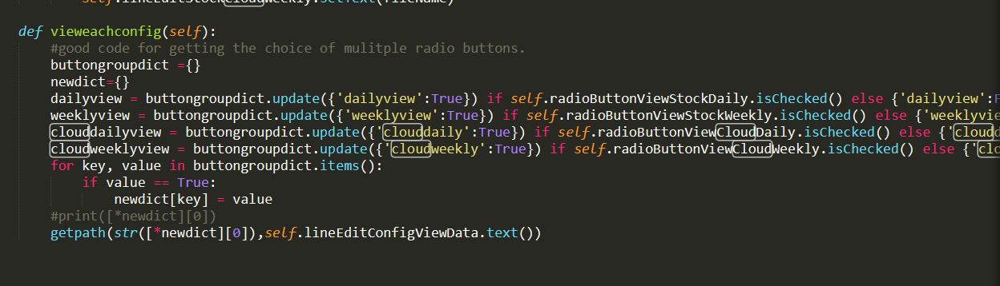 self.lineEditStockCloudWeekly.setText(fileName)
def vieweachconfig(self):
#good code for getting the choice of mulitple radio buttons.
buttongroupdict ={}
newdict={}
dailyview = buttongroupdict.update({'dailyview':True}) if self.radioButtonViewStockDaily.isChecked() else {'dailyview':F
weeklyview = buttongroupdict.update({'weeklyview':True}) if self.radioButtonViewStockWeekly.isChecked() else {'weeklyvie
clouddailyview = buttongroupdict.update({'clouddaily':True}) if self.radioButtonViewCloudDaily.isChecked() else {'cloudd
cloudweeklyview = buttongroupdict.update({'cloudweekly':True}) if self.radioButtonViewCloudWeekly.isChecked() else {'clo
for key, value in buttongroupdict.items():
if value == True:
newdict[key] = value
#print([*newdict][0])
getpath(str([*newdict][0]),self.lineEditConfigViewData.text())